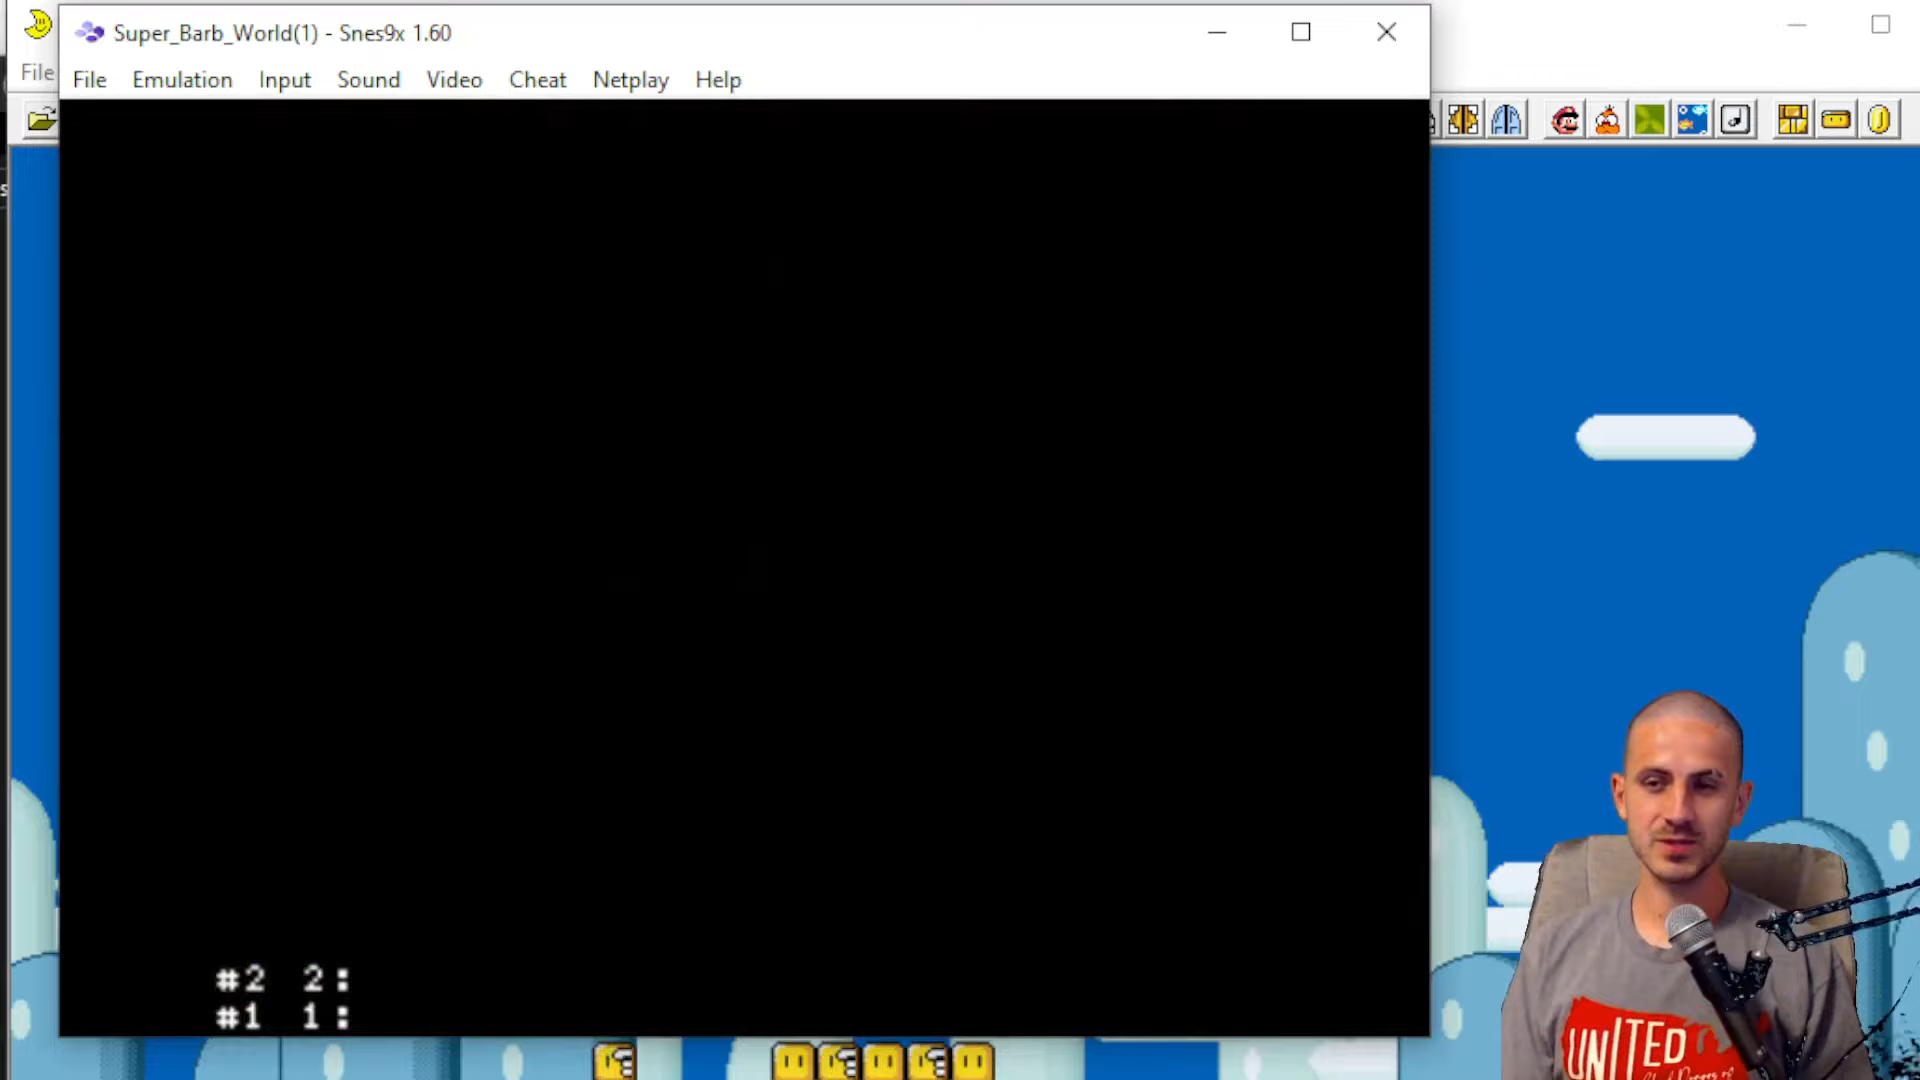 Super_Barb_World(1) - Snes9x 1.60
File
File Emulation Input Sound Video Cheat Netplay Help
#2 2:
#1 1:
UNITED